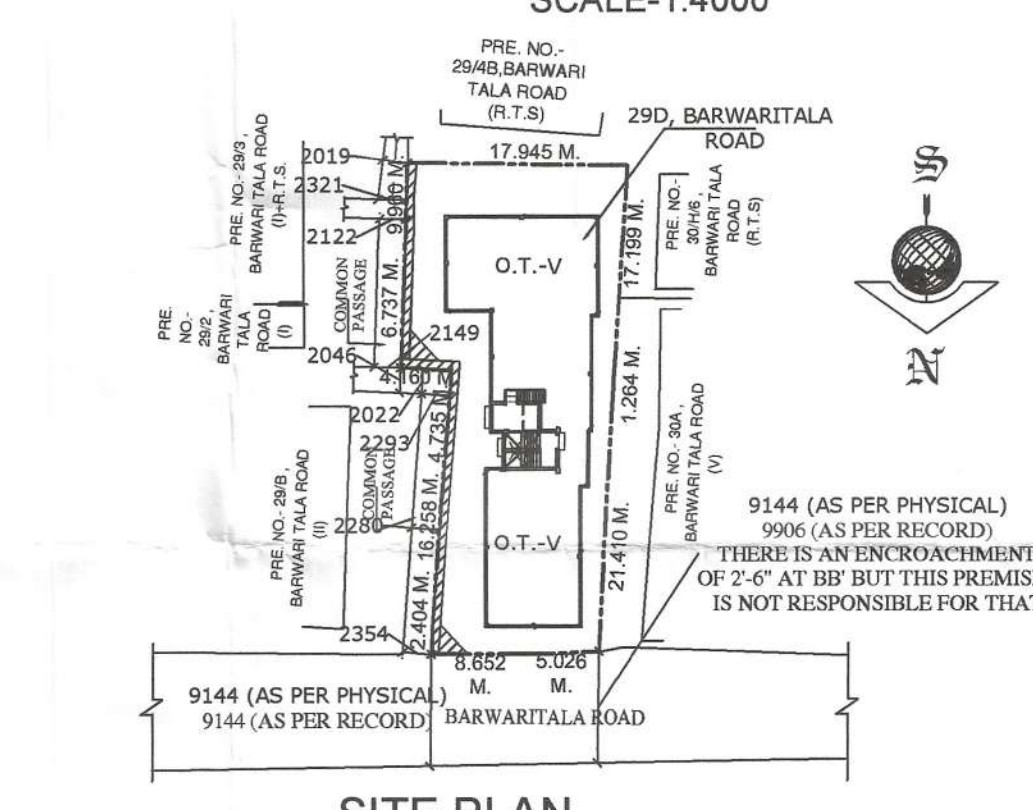 SCALE-1:4000
PRE. NO.-
29/4B,BARWARI
TALA ROAD
(R.T.S)
29D, BARWARITALA
ROAD
17.945 M.
PRE. NO.- 29/3,
BARWARI TALA ROAD
(I)+R.T.S.
2019
2321
2122
9.900 M.
6.737 M.
COMMON
PASSAGE
PRE.
NO.-
29/2,
BARWARI
TALA
ROAD
(I)
2149
2046
4.160 M
2022
2293
4.735 M
COMMON
PASSAGE
PRE. NO.- 29/B,
BARWARI TALA ROAD
(II)
2280
16.258 M.
2354
2.404 M.
O.T.-V
O.T.-V
17.199 M.
PRE. NO.-
30/H/6,
BARWARI TALA
ROAD
(R.T.S)
1.264 M.
PRE. NO.- 30A,
BARWARI TALA ROAD
(V)
21.410 M.
S
N
9144 (AS PER PHYSICAL)
9906 (AS PER RECORD)
THERE IS AN ENCROACHMENT
OF 2'-6" AT BB' BUT THIS PREMISE
IS NOT RESPONSIBLE FOR THAT
8.652
M.
5.026
M.
9144 (AS PER PHYSICAL)
9144 (AS PER RECORD)
BARWARITALA ROAD
SITE PLAN